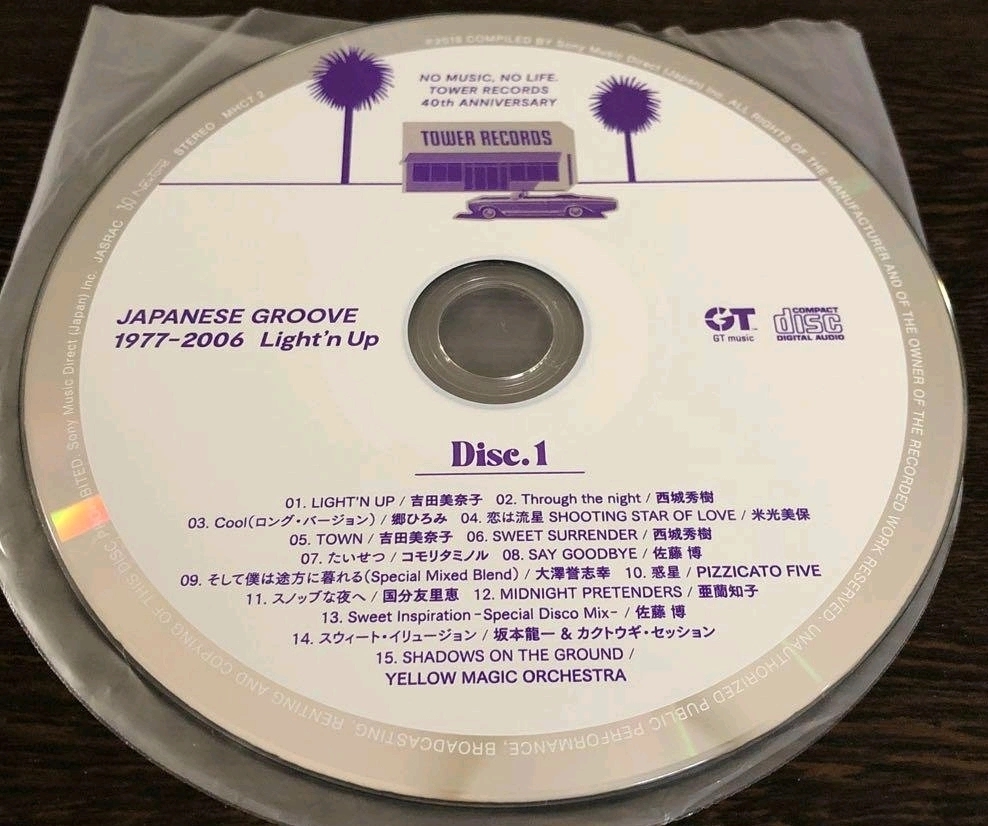 NO MUSIC, NO LIFE.
TOWER RECORDS
40th ANNIVERSARY
TOWER RECORDS
JAPANESE GROOVE
1977-2006 Light'n Up
GT
GT music
COMPACT
disc
DIGITAL AUDIO
Disc.1
01. LIGHT'N UP / 吉田美奈子 02. Through the night / 西城秀樹
03. Cool(ロング・バージョン) / 郷ひろみ 04. 恋は流星 SHOOTING STAR OF LOVE / 米光美保
05. TOWN / 吉田美奈子 06. SWEET SURRENDER / 西城秀樹
07. たいせつ / コモリタミノル 08. SAY GOODBYE / 佐藤 博
09. そして僕は途方に暮れる(Special Mixed Blend) / 大澤誉志幸 10. 惑星 / PIZZICATO FIVE
11. スノッブな夜へ / 国分友里恵 12. MIDNIGHT PRETENDERS / 亜蘭知子
13. Sweet Inspiration -Special Disco Mix- / 佐藤 博
14. スウィート・イリュージョン / 坂本龍一 & カクトウギ・セッション
15. SHADOWS ON THE GROUND /
YELLOW MAGIC ORCHESTRA
STEREO MHC7 2
JASRAC
COMPILED BY Sony Music Direct (Japan) Inc. ALL RIGHTS OF THE MANUFACTURER AND OF THE OWNER OF THE RECORDED WORK RESERVED. UNAUTHORIZED PUBLIC PERFORMANCE, BROADCASTING, RENTING AND COPYING OF THIS DISC BITED. Sony Music Direct (Japan) Inc.